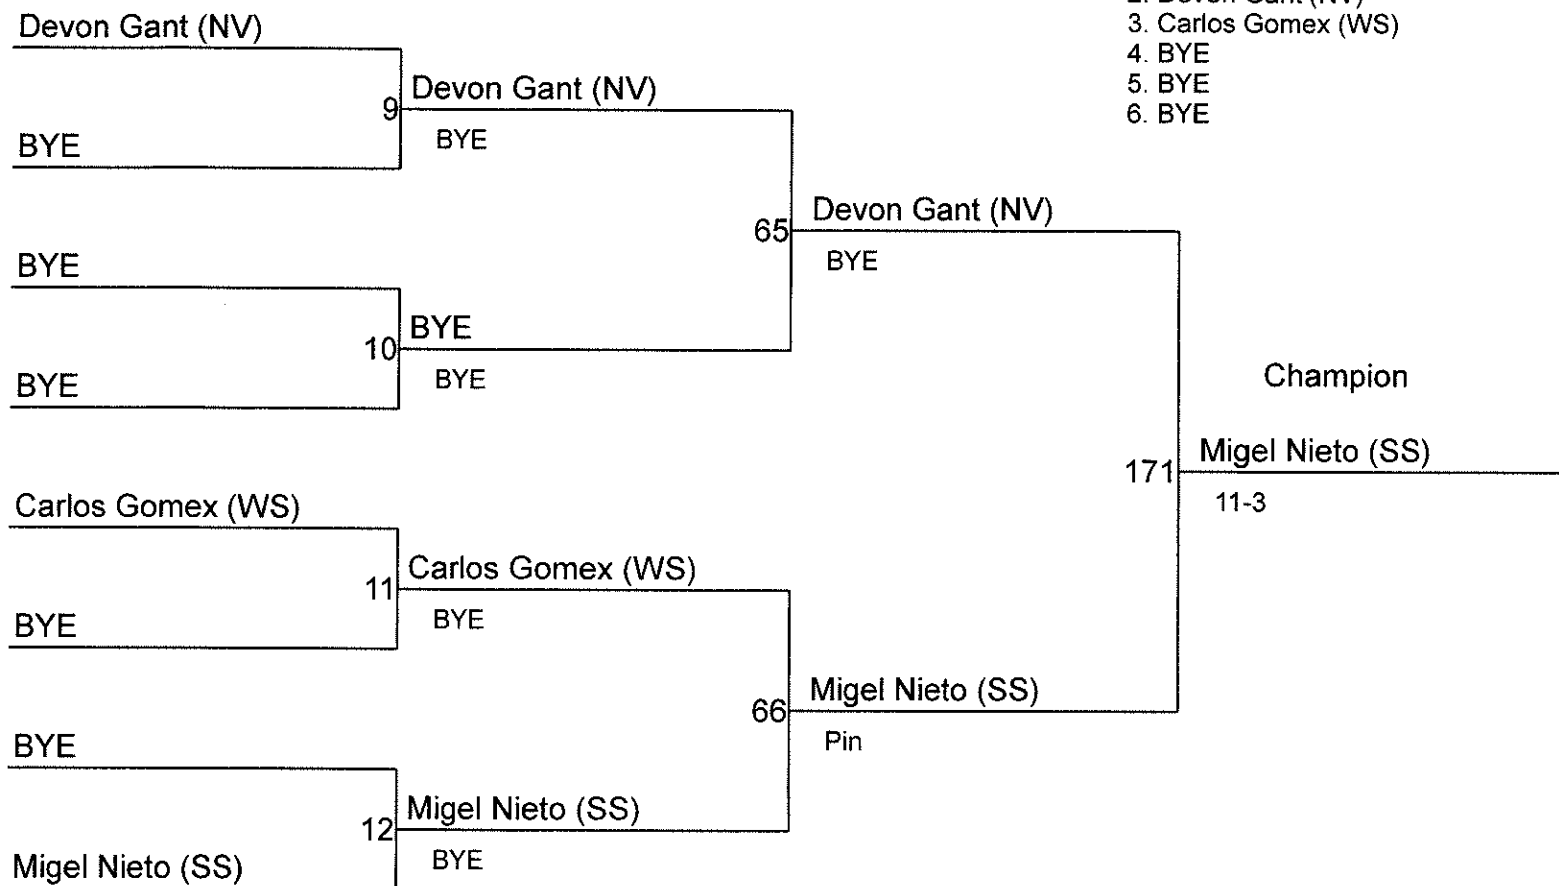 2. Devon Gant (NV)
3. Carlos Gomex (WS)
4. BYE
5. BYE
6. BYE
Devon Gant (NV)
9
Devon Gant (NV)
BYE
BYE
65
Devon Gant (NV)
BYE
BYE
10
BYE
BYE
BYE
Champion
171
Migel Nieto (SS)
11-3
Carlos Gomex (WS)
11
Carlos Gomex (WS)
BYE
BYE
66
Migel Nieto (SS)
Pin
BYE
12
Migel Nieto (SS)
BYE
Migel Nieto (SS)